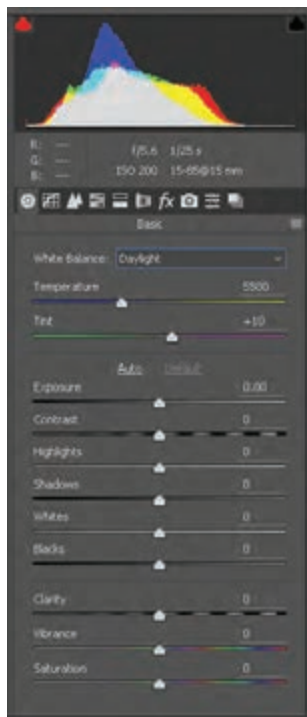 R: ---
G: ---
B: ---
f/5.6 1/25 s
ISO 200 15-85@15 mm
fx
Basic
White Balance: Daylight
Temperature 5500
Tint +10
Auto Default
Exposure 0.00
Contrast 0
Highlights 0
Shadows 0
Whites 0
Blacks 0
Clarity 0
Vibrance 0
Saturation 0